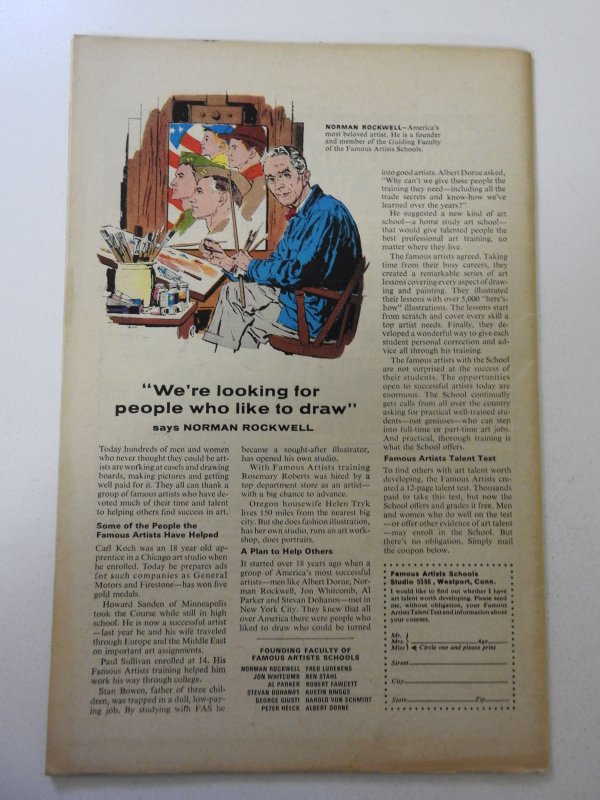 NORMAN ROCKWELL—America's
most beloved artist. He is a founder
and member of the Guiding Faculty
of the Famous Artists Schools.
"We're looking for
people who like to draw"
says NORMAN ROCKWELL
Today hundreds of men and women
who never thought they could be art-
ists are working at easels and drawing
boards, making pictures and getting
well paid for it. They all can thank a
group of famous artists who have de-
voted much of their time and talent
to helping others find success in art.
Some of the People the
Famous Artists Have Helped
Carl Koch was an 18 year old ap-
prentice in a Chicago art studio when
he enrolled. Today he prepares ads
for such companies as General
Motors and Firestone—has won five
gold medals.
Howard Sanden of Minneapolis
took the Course while still in high
school. He is now a successful artist
—last year he and his wife traveled
through Europe and the Middle East
on important art assignments.
Paul Sullivan enrolled at 14. His
Famous Artists training helped him
work his way through college.
Stan Bowen, father of three chil-
dren, was trapped in a dull, low-pay-
ing job. By studying with FAS he
became a sought-after illustrator,
has opened his own studio.
With Famous Artists training
Rosemary Roberts was hired by a
top department store as an artist—
with a big chance to advance.
Oregon housewife Helen Tryk
lives 150 miles from the nearest big
city. But she does fashion illustration,
has her own studio, runs an art work-
shop, does portraits.
A Plan to Help Others
It started over 18 years ago when a
group of America's most successful
artists—men like Albert Dorne, Nor-
man Rockwell, Jon Whitcomb, Al
Parker and Stevan Dohanos—met in
New York City. They knew that all
over America there were people who
liked to draw who could be turned
FOUNDING FACULTY OF
FAMOUS ARTISTS SCHOOLS
NORMAN ROCKWELL FRED LUDEKENS
JON WHITCOMB BEN STAHL
AL PARKER ROBERT FAWCETT
STEVAN DOHANOS AUSTIN BRIGGS
GEORGE GIUSTI HAROLD VON SCHMIDT
PETER HELCK ALBERT DORNE
into good artists. Albert Dorne asked,
"Why can't we give these people the
training they need—including all the
trade secrets and know-how we've
learned over the years?"
He suggested a new kind of art
school—a home study art school—
that would give talented people the
best professional art training, no
matter where they live.
The famous artists agreed. Taking
time from their busy careers, they
created a remarkable series of art
lessons covering every aspect of draw-
ing and painting. They illustrated
their lessons with over 5,000 "here's-
how" illustrations. The lessons start
from scratch and cover every skill a
top artist needs. Finally, they de-
veloped a wonderful way to give each
student personal correction and ad-
vice all through his training.
The famous artists with the School
are not surprised at the success of
their students. The opportunities
open to successful artists today are
enormous. The School continually
gets calls from all over the country
asking for practical well-trained stu-
dents—not geniuses—who can step
into full-time or part-time art jobs.
And practical, thorough training is
what the School offers.
Famous Artists Talent Test
To find others with art talent worth
developing, the Famous Artists cre-
ated a 12-page talent test. Thousands
paid to take this test, but now the
School offers and grades it free. Men
and women who do well on the test
—or offer other evidence of art talent
—may enroll in the School. But
there's no obligation. Simply mail
the coupon below.
Famous Artists Schools
Studio 5566, Westport, Conn.
I would like to find out whether I have
art talent worth developing. Please send
me, without obligation, your Famous
Artists Talent Test and information about
your courses.
Mr.
Mrs. Age
Miss Circle one and please print
Street
City
State Zip